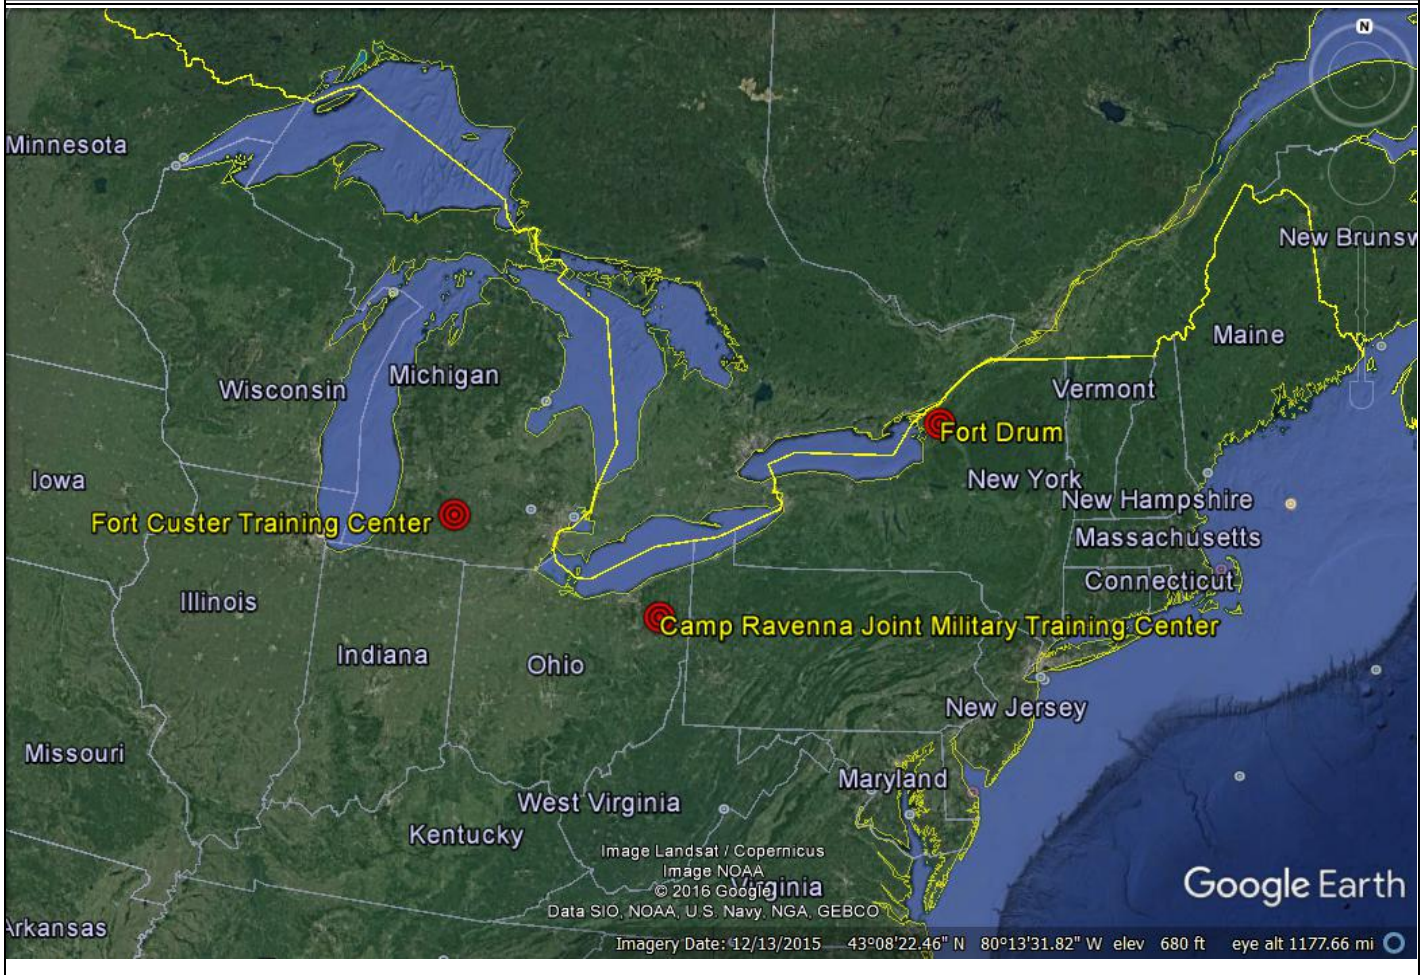 N
Minnesota
New Brunsw
Maine
Michigan
Wisconsin
Vermont
Fort Drum
Iowa
New York
New Hampshire
Fort Custer Training Center
Massachusetts
Connecticut
Illinois
Camp Ravenna Joint Military Training Center
Indiana
Ohio
New Jersey
Missouri
Maryland
West Virginia
Kentucky
Image Landsat / Copernicus
Image NOAA
© 2016 Google
Virginia
Data SIO, NOAA, U.S. Navy, NGA, GEBCO
Google Earth
Arkansas
Imagery Date: 12/13/2015 43°08'22.46" N 80°13'31.82" W elev 680 ft eye alt 1177.66 mi